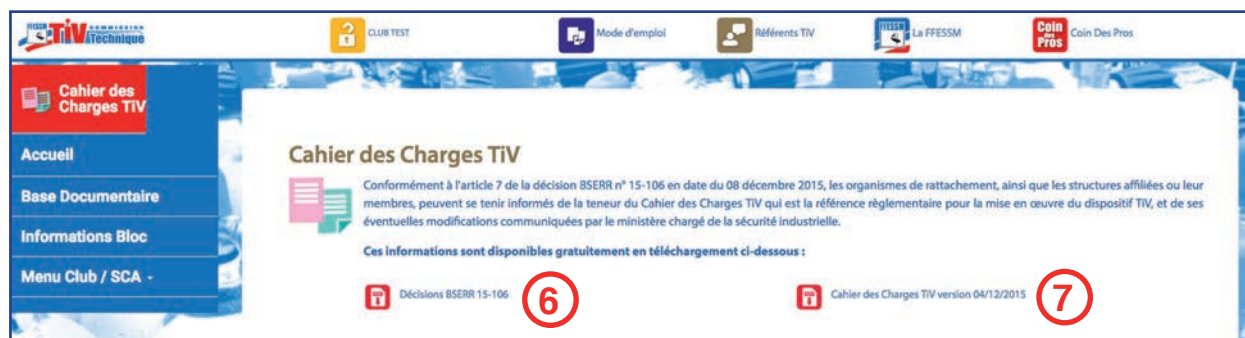 FFESSM TiV COMMISSION Technique
CLUB TEST
Mode d'emploi
Référents TiV
FFESSM La FFESSM
Coin des Pros Coin Des Pros
Cahier des
Charges TiV
Accueil
Base Documentaire
Informations Bloc
Menu Club / SCA
Cahier des Charges TiV
Conformément à l'article 7 de la décision BSERR n° 15-106 en date du 08 décembre 2015, les organismes de rattachement, ainsi que les structures affiliées ou leur
membres, peuvent se tenir informés de la teneur du Cahier des Charges TiV qui est la référence règlementaire pour la mise en œuvre du dispositif TiV, et de ses
éventuelles modifications communiquées par le ministère chargé de la sécurité industrielle.
Ces informations sont disponibles gratuitement en téléchargement ci-dessous :
Décisions BSERR 15-106
6
Cahier des Charges TiV version 04/12/2015
7